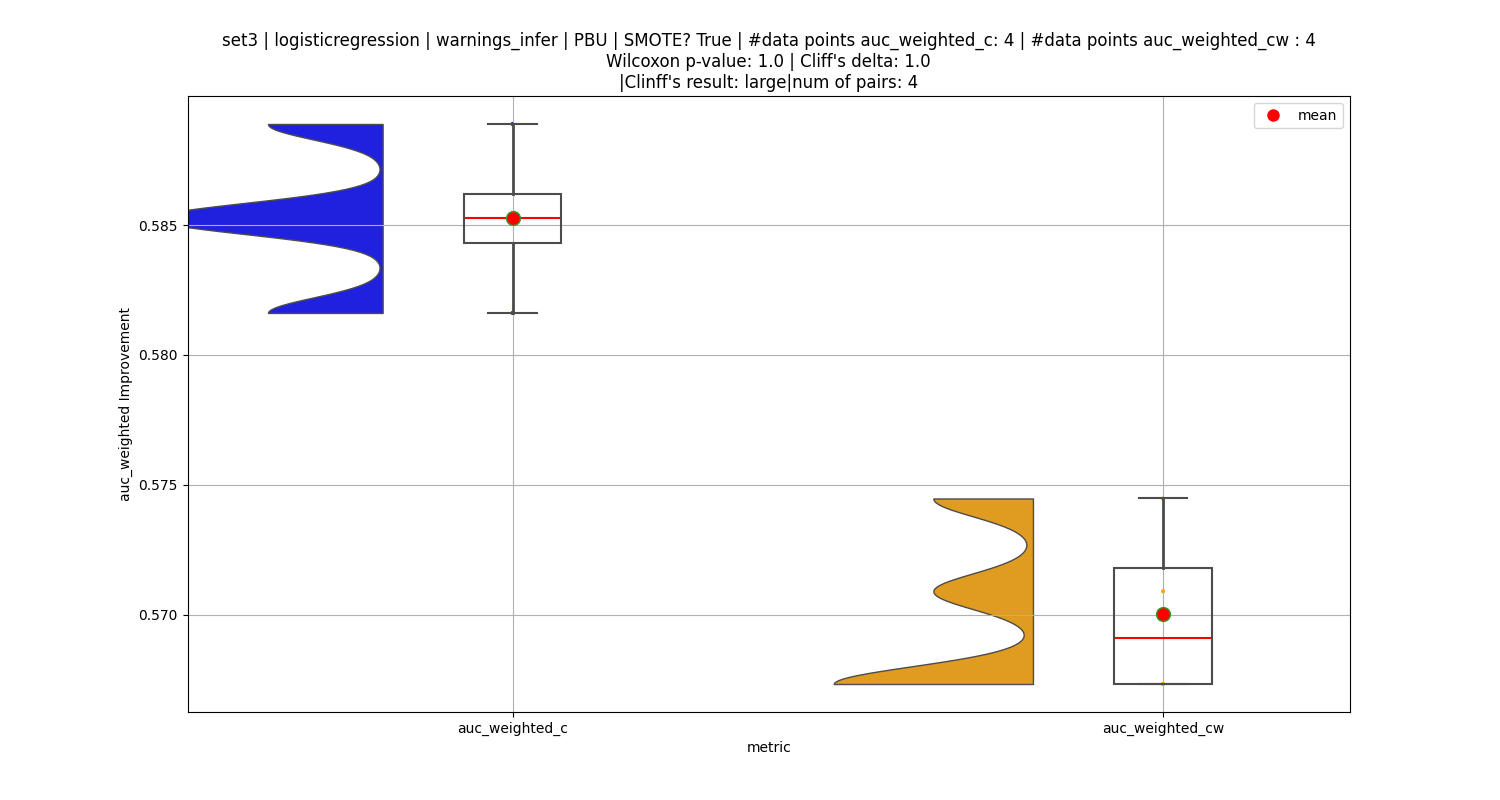 set3 | logisticregression | warnings_infer | PBU | SMOTE? True | #data points auc_weighted_c: 4 | #data points auc_weighted_cw : 4
Wilcoxon p-value: 1.0 | Cliff's delta: 1.0
|Clinff's result: large|num of pairs: 4
mean
0.585
0.580
0.575
0.570
auc_weighted Improvement
auc_weighted_c
auc_weighted_cw
metric